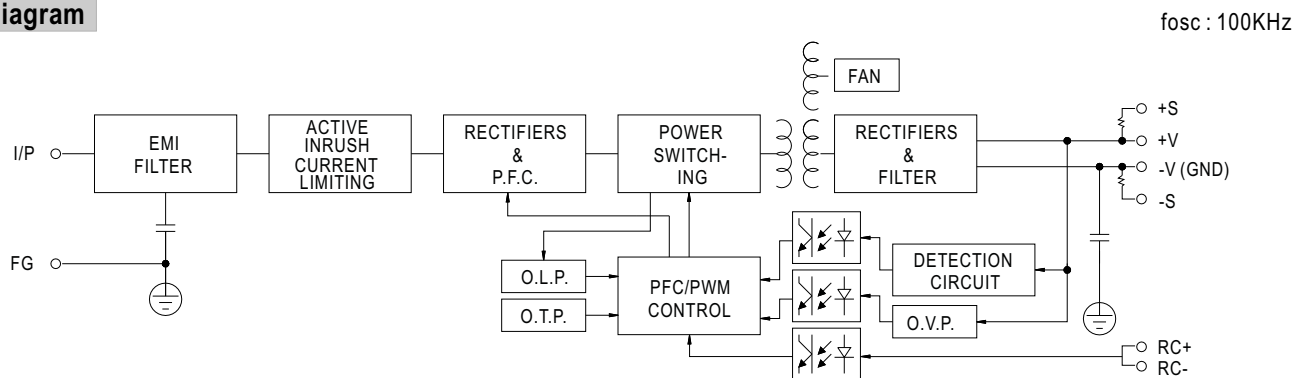 iagram
fosc : 100KHz
FAN
I/P
EMI
FILTER
ACTIVE
INRUSH
CURRENT
LIMITING
RECTIFIERS
&
P.F.C.
POWER
SWITCH-
ING
RECTIFIERS
&
FILTER
+S
+V
-V (GND)
-S
FG
O.L.P.
O.T.P.
PFC/PWM
CONTROL
DETECTION
CIRCUIT
O.V.P.
RC+
RC-